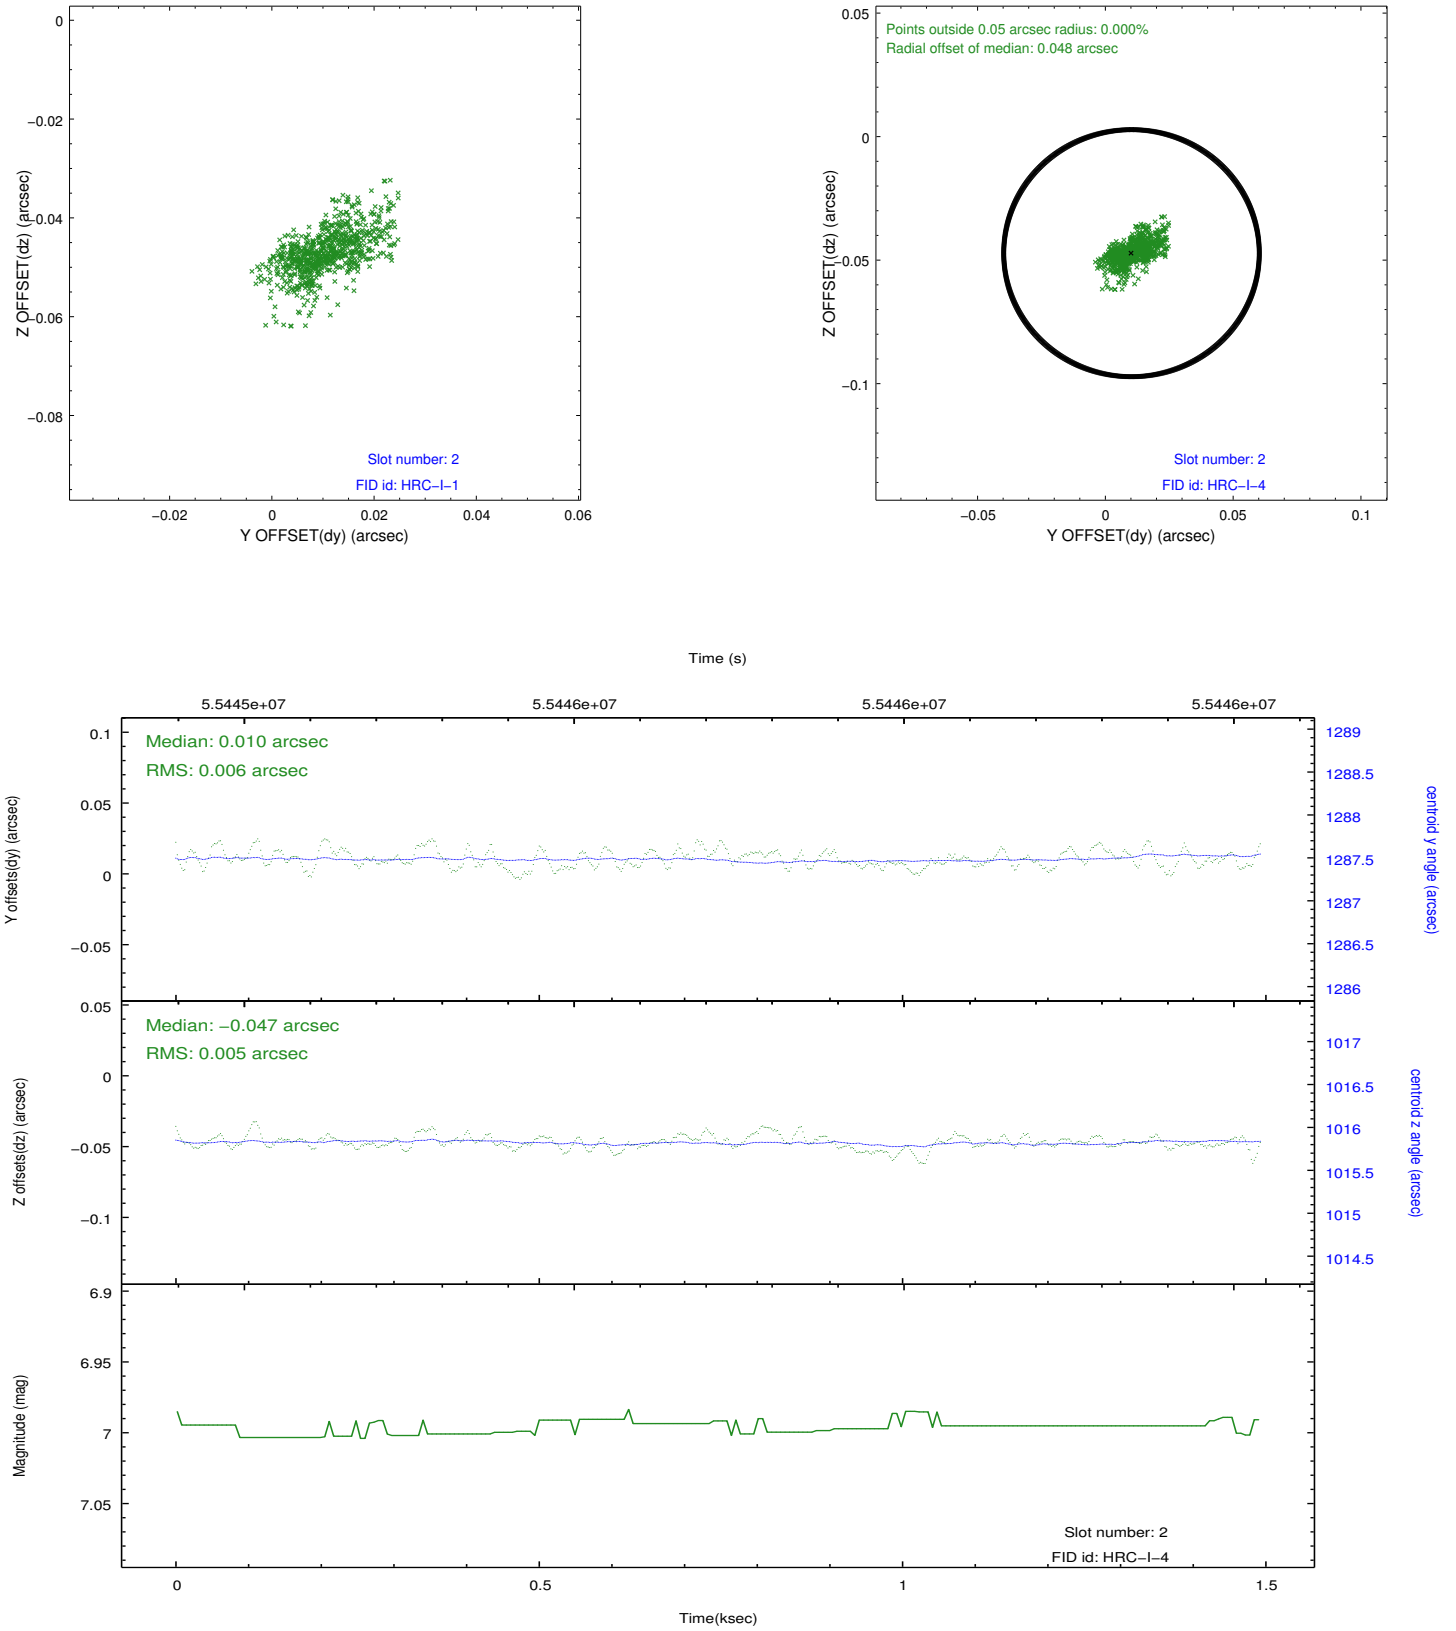 0
−0.02
−0.04
−0.06
−0.08
Z OFFSET(dz) (arcsec)
Slot number: 2
FID id: HRC−I−1
−0.02
0
0.02
0.04
0.06
Y OFFSET(dy) (arcsec)
Points outside 0.05 arcsec radius: 0.000%
Radial offset of median: 0.048 arcsec
0.05
0
−0.05
−0.1
Z OFFSET(dz) (arcsec)
Slot number: 2
FID id: HRC−I−4
−0.05
0
0.05
0.1
Y OFFSET(dy) (arcsec)
Time (s)
5.5445e+07
5.5446e+07
5.5446e+07
5.5446e+07
Median: 0.010 arcsec
RMS: 0.006 arcsec
0.1
0.05
0
−0.05
Y offsets(dy) (arcsec)
1289
1288.5
1288
1287.5
1287
1286.5
1286
centroid y angle (arcsec)
Median: −0.047 arcsec
RMS: 0.005 arcsec
0.05
0
−0.05
−0.1
Z offsets(dz) (arcsec)
1017
1016.5
1016
1015.5
1015
1014.5
centroid z angle (arcsec)
6.9
6.95
7
7.05
Magnitude (mag)
Slot number: 2
FID id: HRC−I−4
0
0.5
1
1.5
Time(ksec)